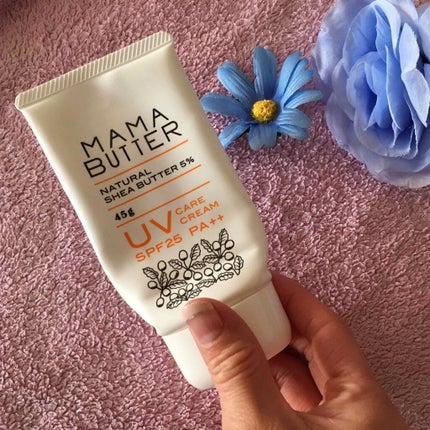 MAMA
BUTTER
NATURAL
SHEA BUTTER 5%
45g
UV CARE
CREAM
SPF25 PA++